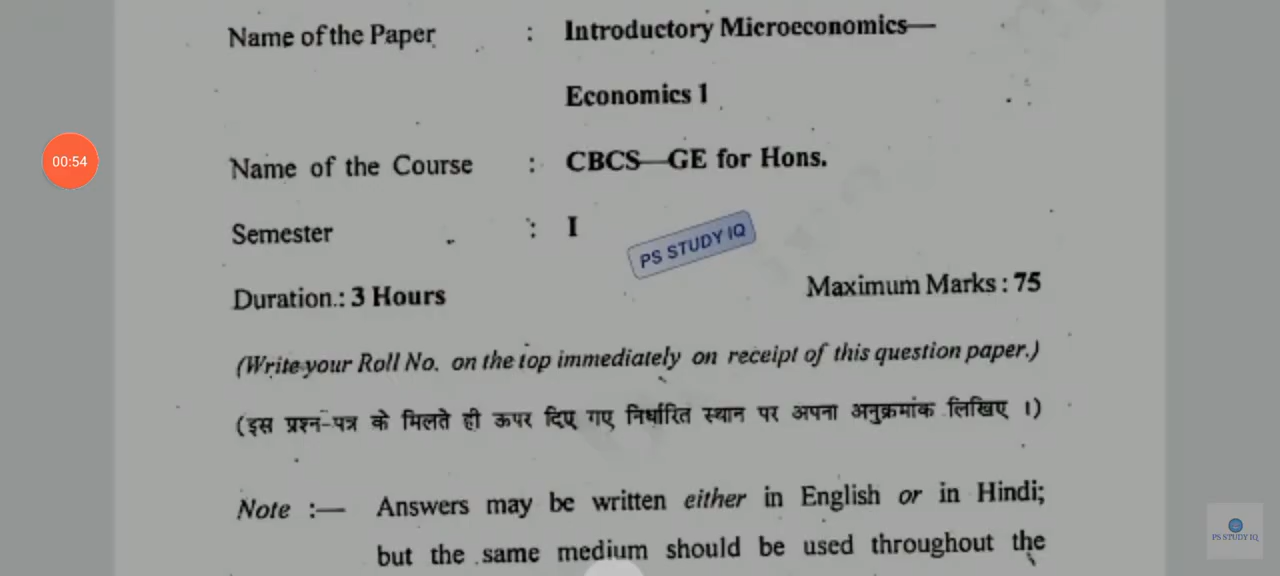 Name of the Paper : Introductory Microeconomics—
Economics 1
00:54
Name of the Course : CBCS—GE for Hons.
Semester : I
PS STUDY IQ
Duration : 3 Hours Maximum Marks : 75
(Write your Roll No. on the top immediately on receipt of this question paper.)
(इस प्रश्न-पत्र के मिलते ही ऊपर दिए गए निर्धारित स्थान पर अपना अनुक्रमांक लिखिए ।)
Note :— Answers may be written either in English or in Hindi;
but the same medium should be used throughout the
PS STUDY IQ